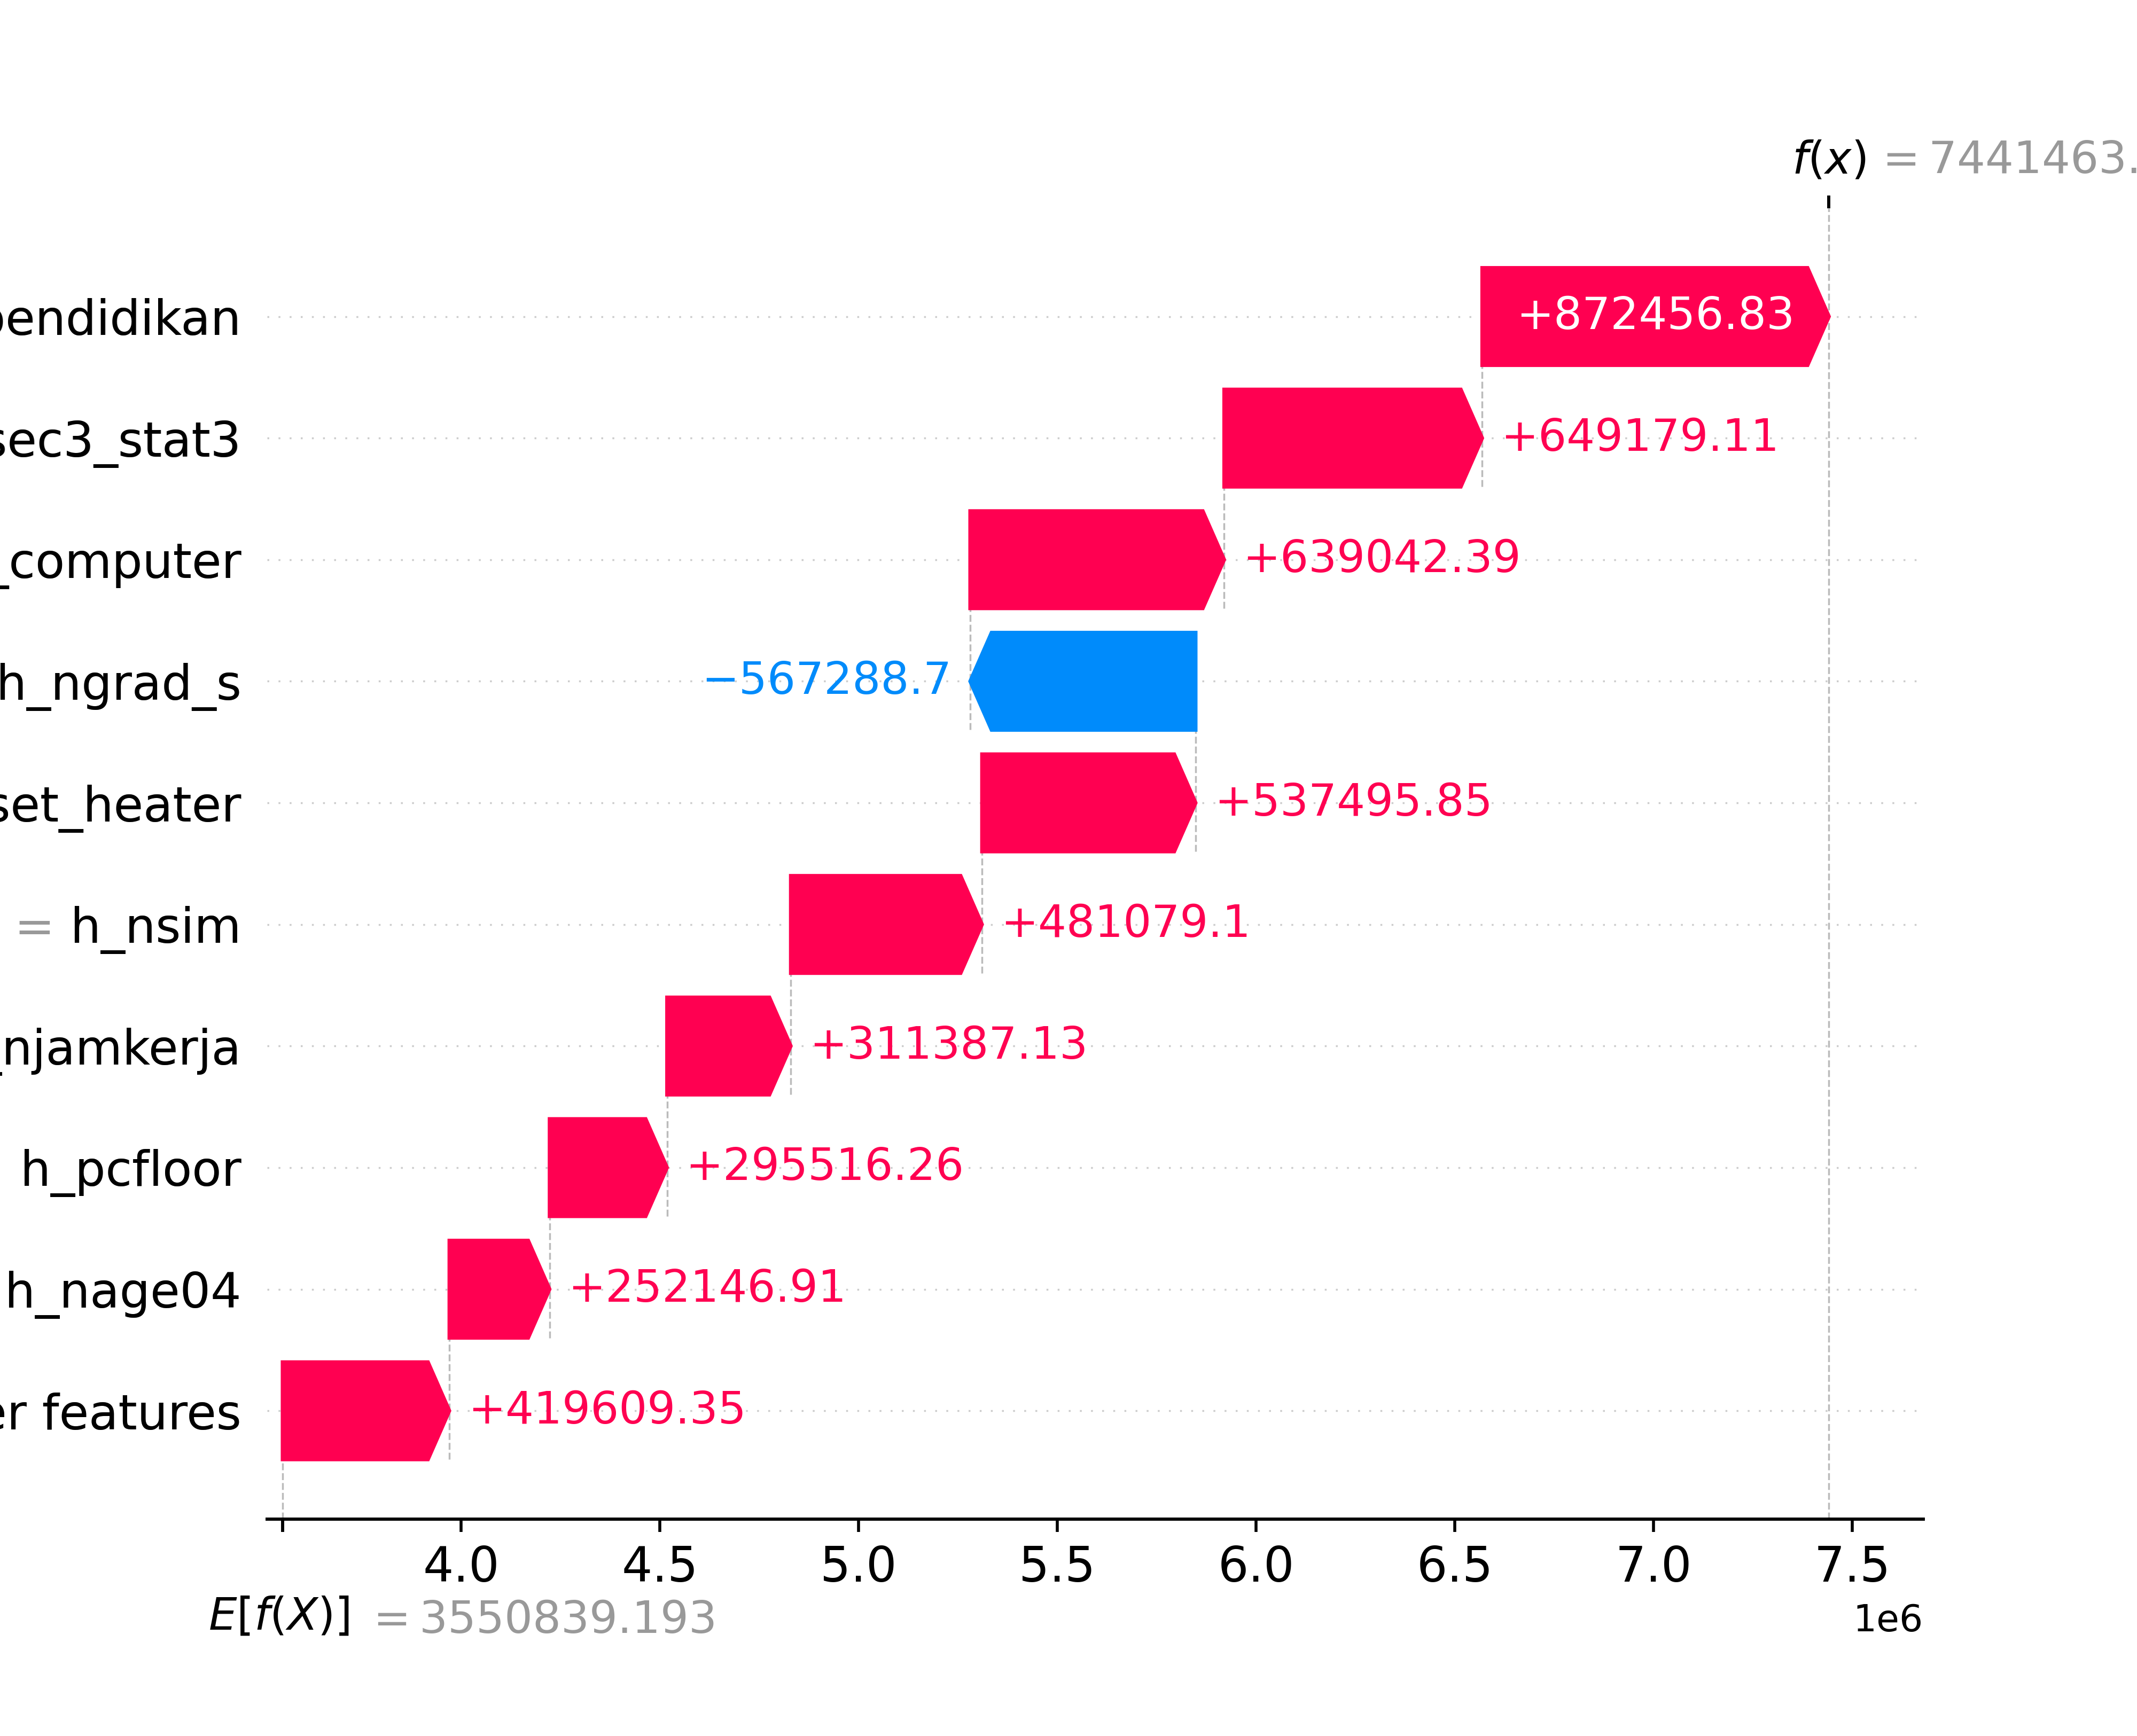 f(x) = 7441463.
pendidikan +872456.83
sec3_stat3 +649179.11
_computer +639042.39
h_ngrad_s −567288.7
set_heater +537495.85
= h_nsim +481079.1
_njamkerja +311387.13
h_pcfloor +295516.26
h_nage04 +252146.91
er features +419609.35
4.0 4.5 5.0 5.5 6.0 6.5 7.0 7.5
E[f(X)] = 3550839.193
1e6